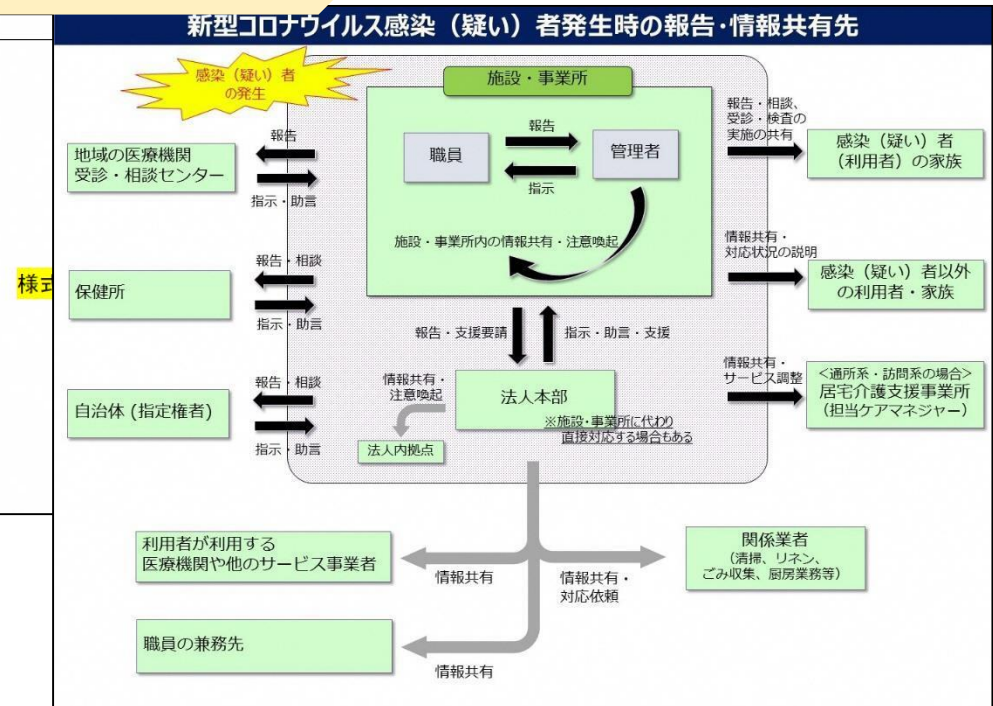 新型コロナウイルス感染（疑い）者発生時の報告・情報共有先
感染（疑い）者
の発生
施設・事業所
職員
報告
指示
管理者
施設・事業所内の情報共有・注意喚起
地域の医療機関
受診・相談センター
報告
指示・助言
保健所
報告・相談
指示・助言
自治体 (指定権者)
報告・相談
指示・助言
報告・相談、
受診・検査の
実施の共有
感染（疑い）者
（利用者）の家族
情報共有・
対応状況の説明
感染（疑い）者以外
の利用者・家族
情報共有・
サービス調整
<通所系・訪問系の場合>
居宅介護支援事業所
（担当ケアマネジャー）
報告・支援要請
指示・助言・支援
法人本部
※施設・事業所に代わり
直接対応する場合もある
情報共有・
注意喚起
法人内拠点
利用者が利用する
医療機関や他のサービス事業者
情報共有
情報共有・
対応依頼
関係業者
（清掃、リネン、
ごみ収集、厨房業務等）
職員の兼務先
情報共有
様式